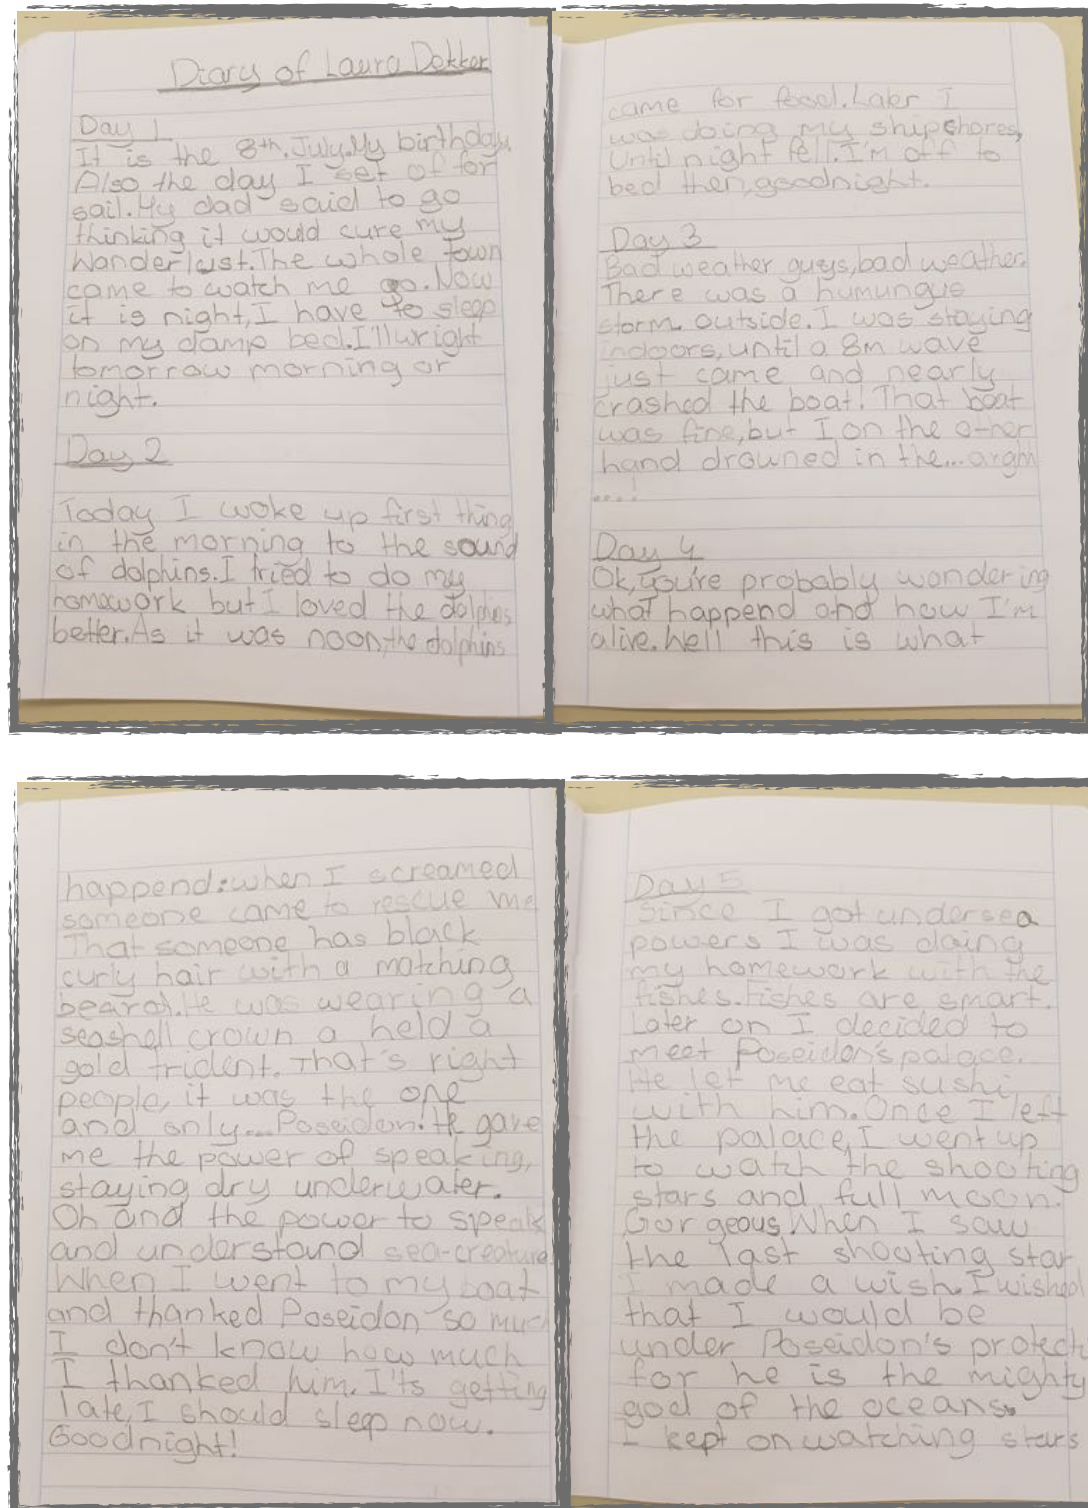 Diary of Laura Dekker
Day 1
It is the 8th.July.My birthday.
Also the day I set of for
sail.My dad said to go
thinking it would cure my
Wanderlust.The whole town
came to watch me go.Now
it is night,I have to sleep
on my damp bed.I'll wright
tomorrow morning or
night.
Day 2
Today I woke up first thing
in the morning to the sound
of dolphins.I tried to do my
homework but I loved the dolphins
better.As it was noon,the dolphins
came for food.Later I
was doing my ship chores,
Until night fell.I'm off to
bed then,goodnight.
Day 3
Bad weather guys,bad weather.
There was a humungus
storm outside.I was staying
indoors,until a 8m wave
just came and nearly
crashed the boat! That boat
was fine,but I on the other
hand drowned in the...argh
...!
Day 4
Ok,you're probably wondering
what happend and how I'm
alive.hell this is what
happend:when I screamed
someone came to rescue me
That someone has black
curly hair with a matching
beard.He was wearing a
seashell crown a held a
gold trident.That's right
people, it was the one
and only...Poseidon.He gave
me the power of speaking,
staying dry underwater.
Oh and the power to speak
and understand sea-creature
When I went to my boat
and thanked Poseidon so much
I don't know how much
I thanked him.I'ts getting
late,I should sleep now.
Goodnight!
Day 5
Since I got undersea
powers I was doing
my homework with the
fishes.Fishes are smart.
Later on I decided to
meet Poseidon's palace.
He let me eat sushi
with him.Once I left
the palace,I went up
to watch the shooting
stars and full moon.
Gorgeous.When I saw
the last shooting star
I made a wish.I wished
that I would be
under Poseidon's protecti
for he is the mighty
god of the oceans.
I kept on watching stars